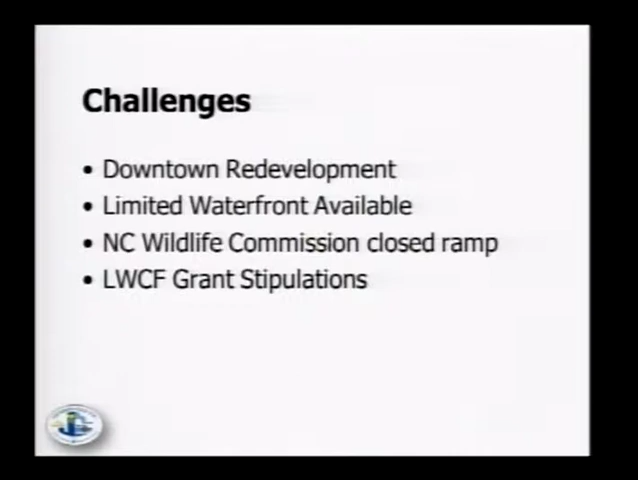 Challenges
• Downtown Redevelopment
• Limited Waterfront Available
• NC Wildlife Commission closed ramp
• LWCF Grant Stipulations